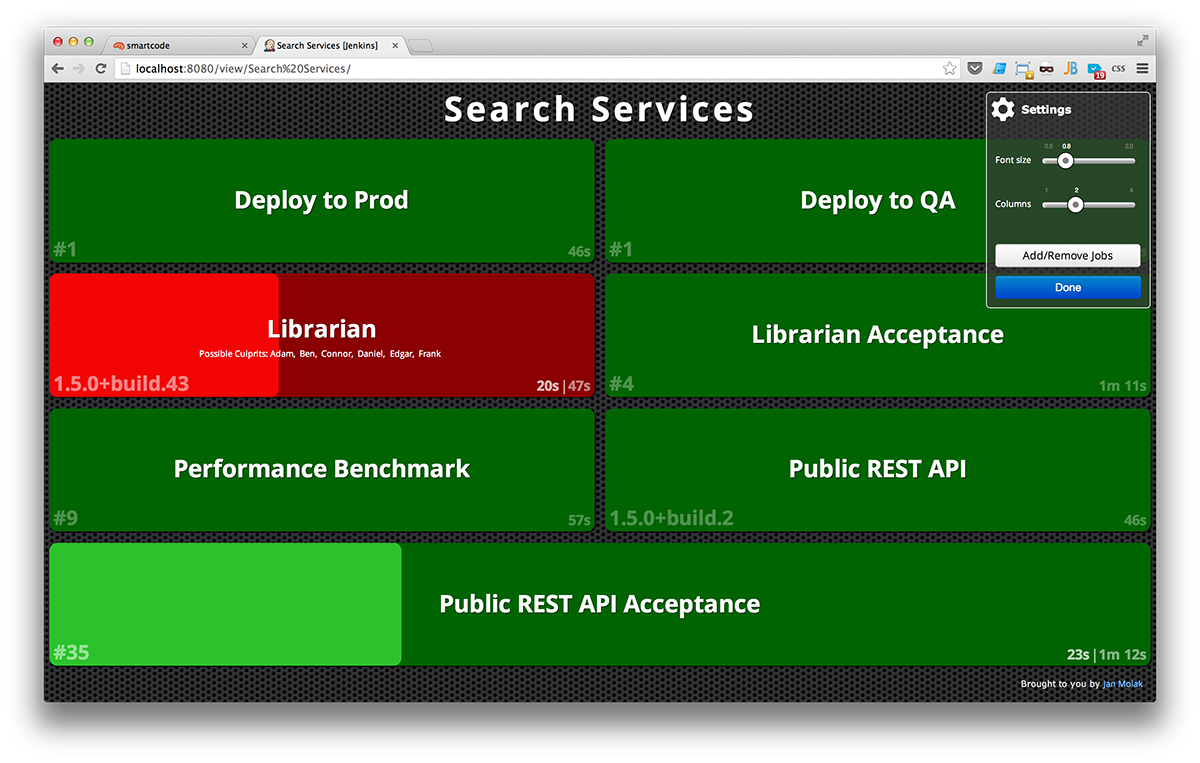 smartcode
Search Services [Jenkins]
localhost:8080/view/Search%20Services/
19
JB
CSS
Search Services
Settings
0.5 0.8 2.0
Font size
1 2 4
Columns
Add/Remove Jobs
Done
Deploy to Prod
#1 46s
Deploy to QA
#1
Librarian
Possible Culprits: Adam, Ben, Connor, Daniel, Edgar, Frank
1.5.0+build.43 20s|47s
Librarian Acceptance
#4 1m 11s
Performance Benchmark
#9 57s
Public REST API
1.5.0+build.2 46s
Public REST API Acceptance
#35 23s|1m 12s
Brought to you by Jan Molak